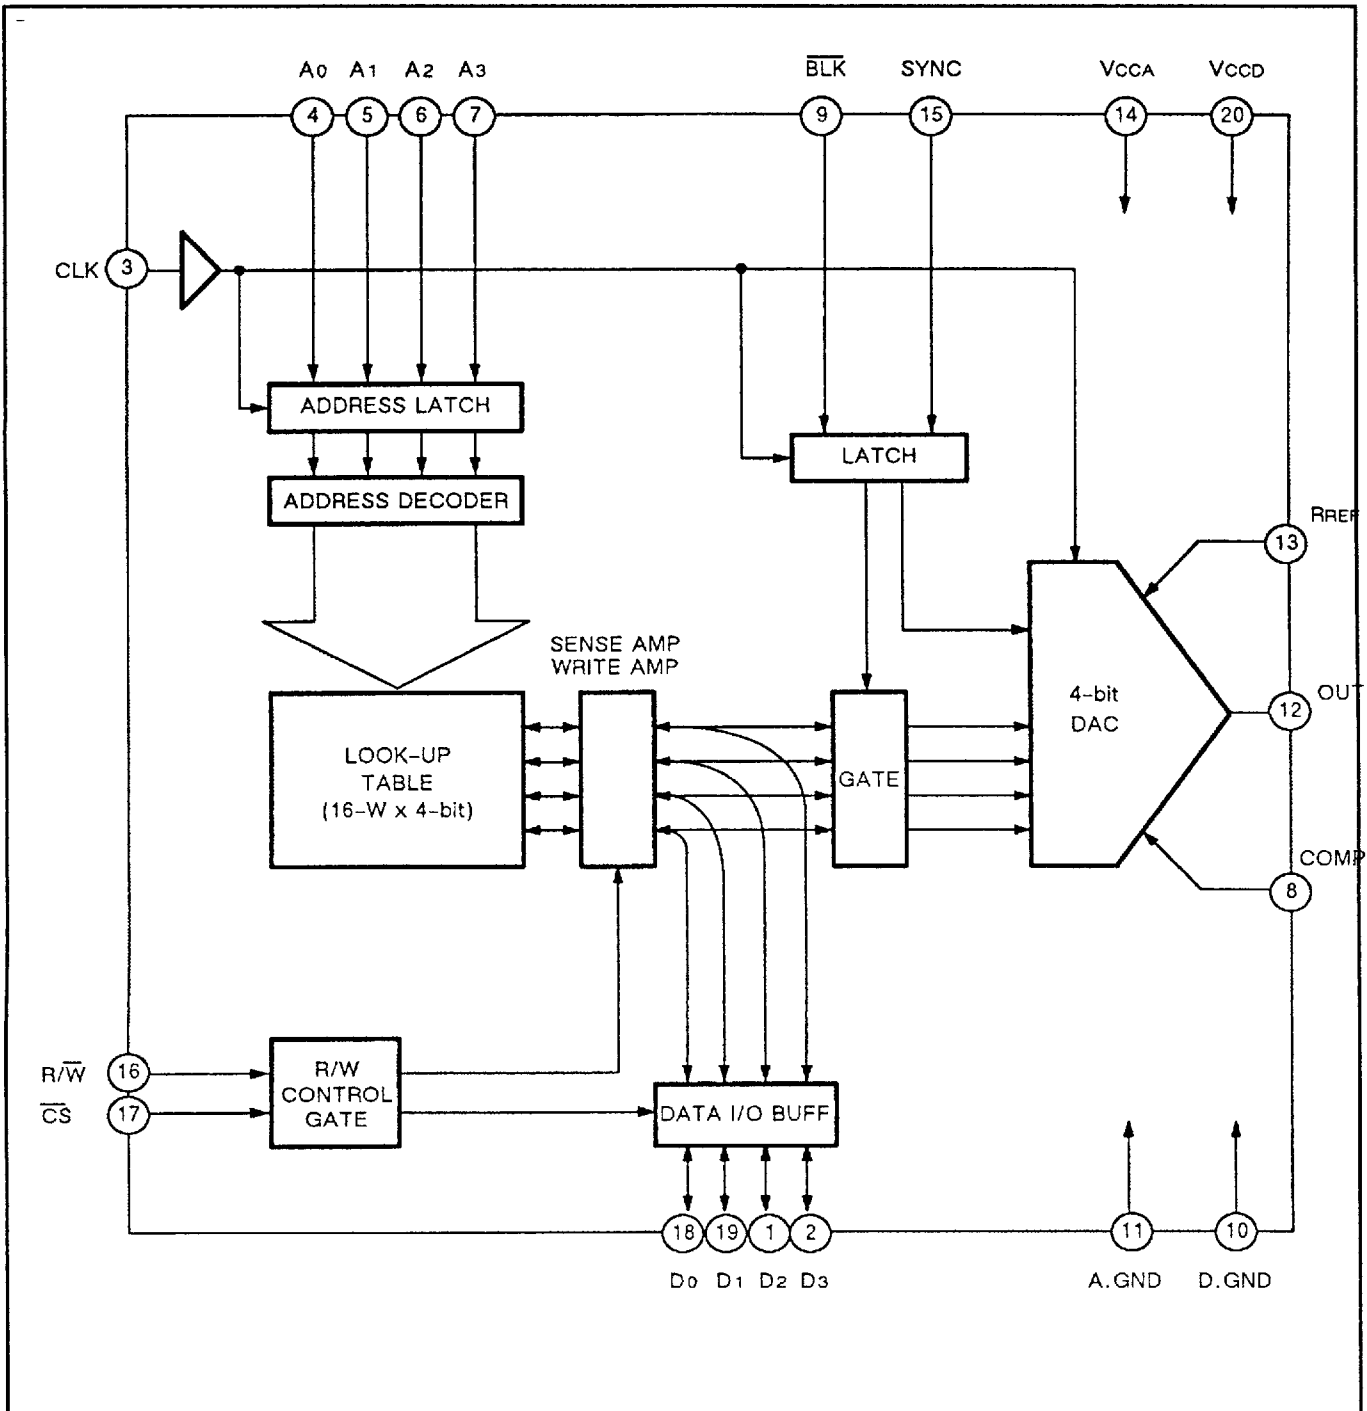 A0 A1 A2 A3 BLK SYNC VCCA VCCD
4 5 6 7 9 15 14 20
CLK 3
ADDRESS LATCH
LATCH
ADDRESS DECODER
RREF
13
SENSE AMP
WRITE AMP
LOOK-UP
TABLE
(16-W x 4-bit)
GATE
4-bit
DAC
OUT
12
COMP
8
R/W 16
CS 17
R/W
CONTROL
GATE
DATA I/O BUFF
18 19 1 2 11 10
D0 D1 D2 D3 A.GND D.GND